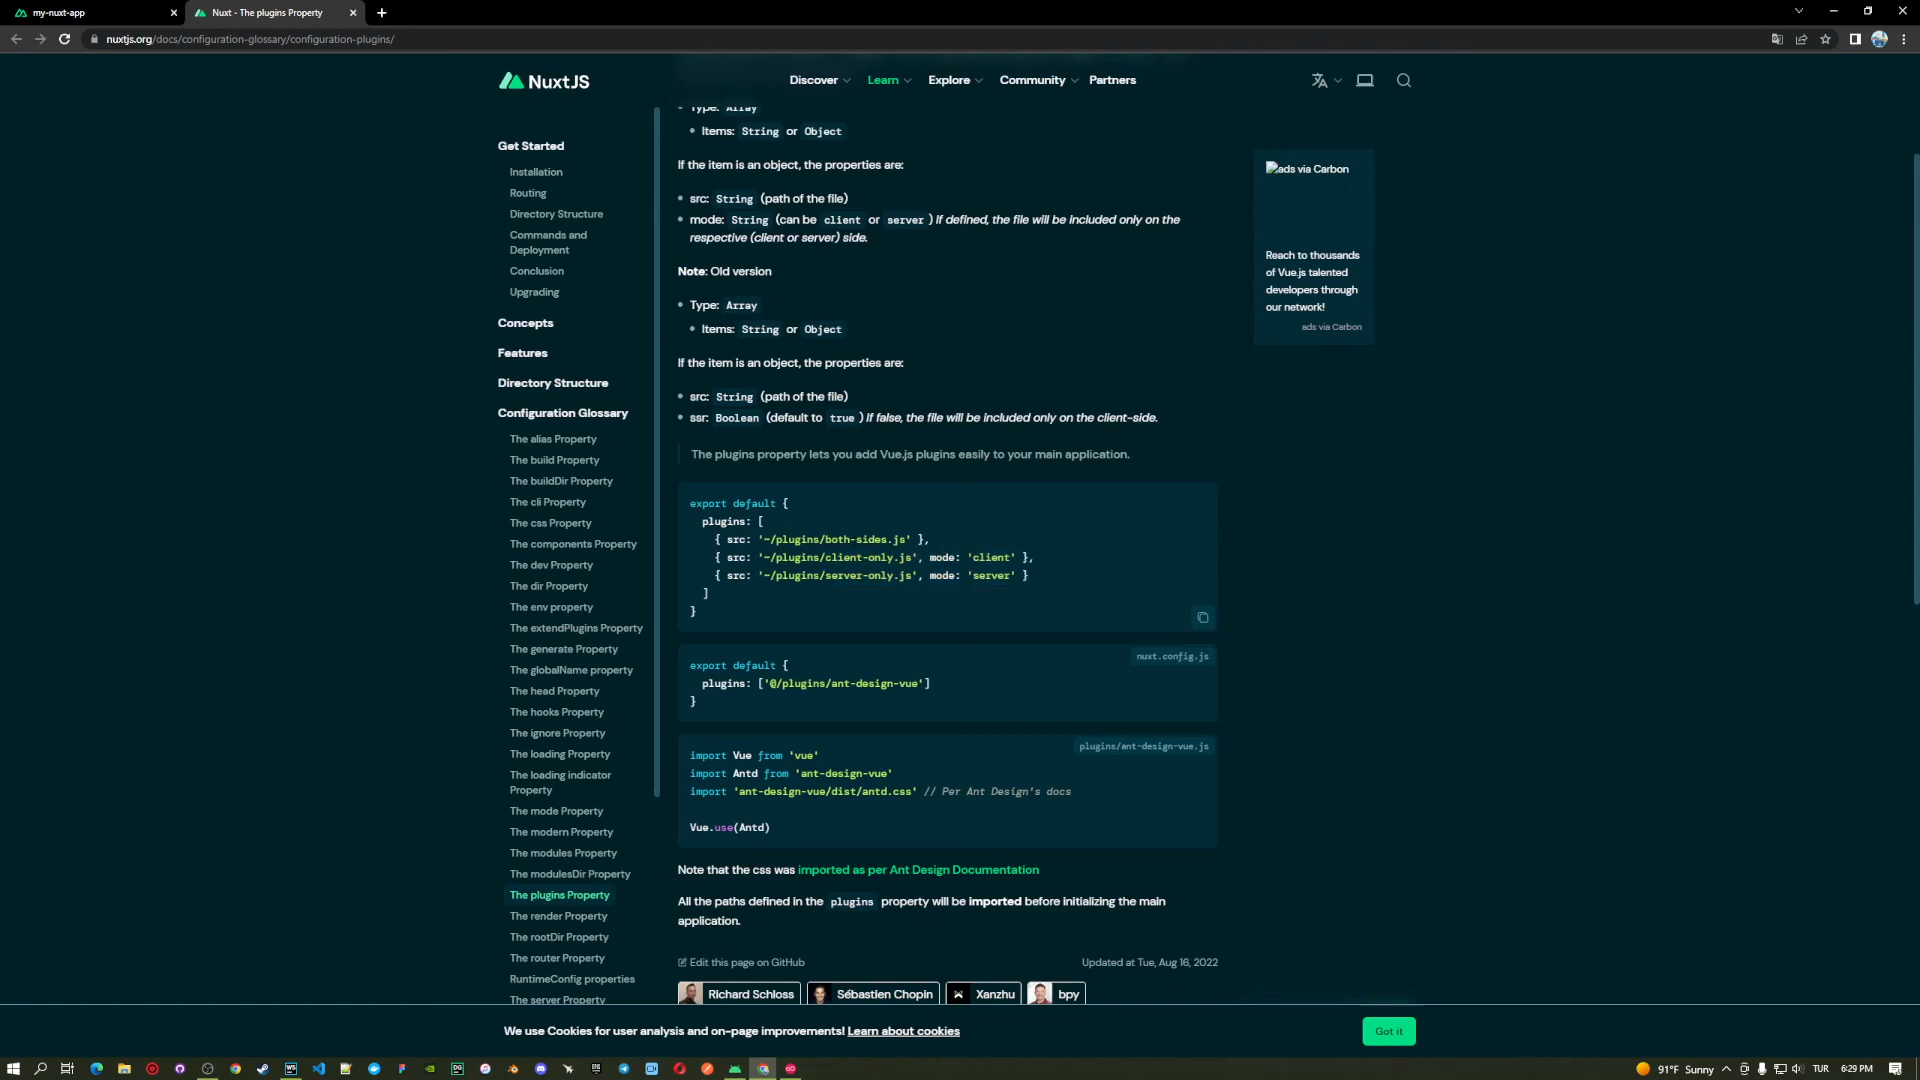 my-nuxt-app
Nuxt - The plugins Property
nuxtjs.org/docs/configuration-glossary/configuration-plugins/
NuxtJS
Discover
Learn
Explore
Community
Partners
Get Started
Installation
Routing
Directory Structure
Commands and
Deployment
Conclusion
Upgrading
Concepts
Features
Directory Structure
Configuration Glossary
The alias Property
The build Property
The buildDir Property
The cli Property
The css Property
The components Property
The dev Property
The dir Property
The env property
The extendPlugins Property
The generate Property
The globalName property
The head Property
The hooks Property
The ignore Property
The loading Property
The loading indicator
Property
The mode Property
The modern Property
The modules Property
The modulesDir Property
The plugins Property
The render Property
The rootDir Property
The router Property
RuntimeConfig properties
The server Property
Type: Array
Items: String or Object
If the item is an object, the properties are:
src: String (path of the file)
mode: String (can be client or server ) If defined, the file will be included only on the
respective (client or server) side.
Note: Old version
Type: Array
Items: String or Object
If the item is an object, the properties are:
src: String (path of the file)
ssr: Boolean (default to true ) If false, the file will be included only on the client-side.
The plugins property lets you add Vue.js plugins easily to your main application.
export default {
plugins: [
{ src: '~/plugins/both-sides.js' },
{ src: '~/plugins/client-only.js', mode: 'client' },
{ src: '~/plugins/server-only.js', mode: 'server' }
]
}
nuxt.config.js
export default {
plugins: ['@/plugins/ant-design-vue']
}
plugins/ant-design-vue.js
import Vue from 'vue'
import Antd from 'ant-design-vue'
import 'ant-design-vue/dist/antd.css' // Per Ant Design's docs
Vue.use(Antd)
Note that the css was imported as per Ant Design Documentation
All the paths defined in the plugins property will be imported before initializing the main
application.
Edit this page on GitHub
Updated at Tue, Aug 16, 2022
Richard Schloss
Sébastien Chopin
Xanzhu
bpy
ads via Carbon
Reach to thousands
of Vue.js talented
developers through
our network!
ads via Carbon
We use Cookies for user analysis and on-page improvements! Learn about cookies
Got it
91°F Sunny
TUR
6:29 PM